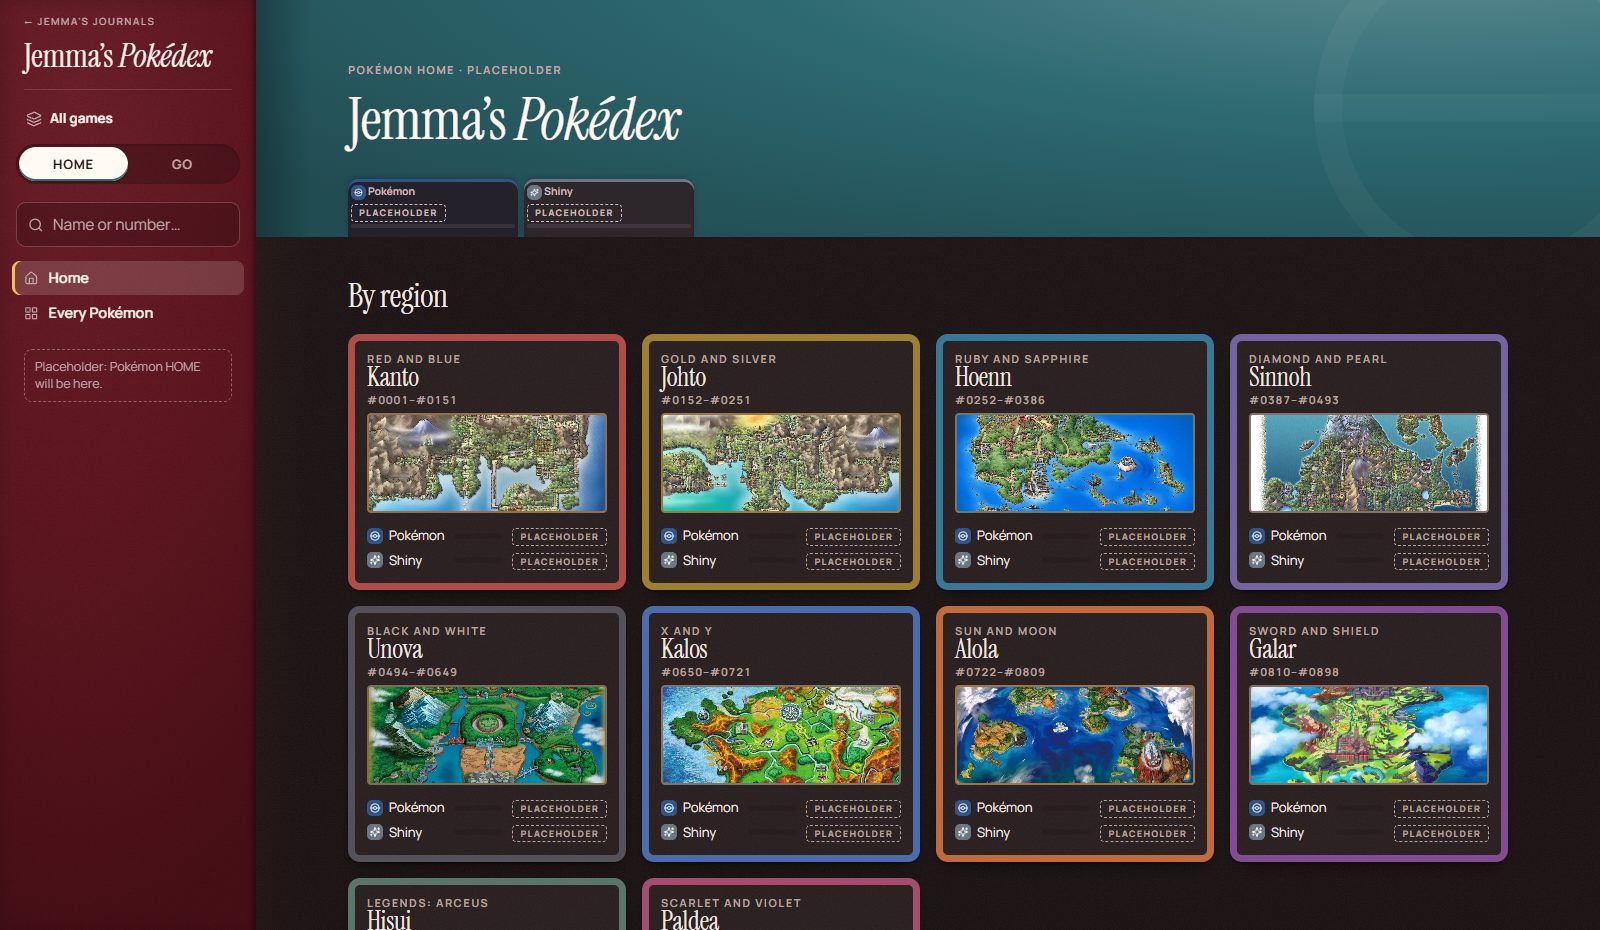 ← JEMMA'S JOURNALS
Jemma’s Pokédex
All games
HOME
GO
Name or number...
Home
Every Pokémon
Placeholder: Pokémon HOME
will be here.
POKÉMON HOME · PLACEHOLDER
Jemma’s Pokédex
Pokémon
PLACEHOLDER
Shiny
PLACEHOLDER
By region
RED AND BLUE
Kanto
#0001–#0151
Pokémon
PLACEHOLDER
Shiny
PLACEHOLDER
GOLD AND SILVER
Johto
#0152–#0251
Pokémon
PLACEHOLDER
Shiny
PLACEHOLDER
RUBY AND SAPPHIRE
Hoenn
#0252–#0386
Pokémon
PLACEHOLDER
Shiny
PLACEHOLDER
DIAMOND AND PEARL
Sinnoh
#0387–#0493
Pokémon
PLACEHOLDER
Shiny
PLACEHOLDER
BLACK AND WHITE
Unova
#0494–#0649
Pokémon
PLACEHOLDER
Shiny
PLACEHOLDER
X AND Y
Kalos
#0650–#0721
Pokémon
PLACEHOLDER
Shiny
PLACEHOLDER
SUN AND MOON
Alola
#0722–#0809
Pokémon
PLACEHOLDER
Shiny
PLACEHOLDER
SWORD AND SHIELD
Galar
#0810–#0898
Pokémon
PLACEHOLDER
Shiny
PLACEHOLDER
LEGENDS: ARCEUS
Hisui
SCARLET AND VIOLET
Paldea